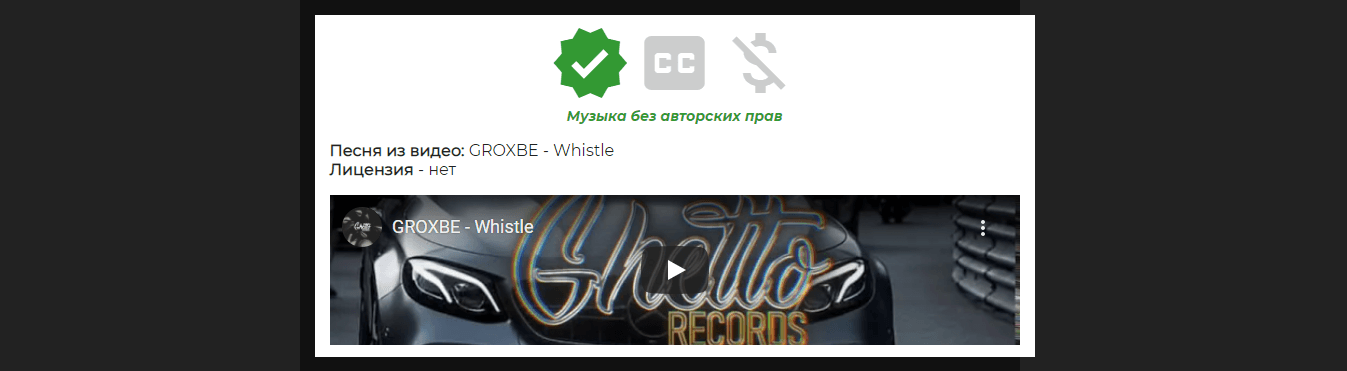 CC
Музыка без авторских прав
Песня из видео: GROXBE - Whistle
Лицензия - нет
GROXBE - Whistle
Ghetto
RECORDS